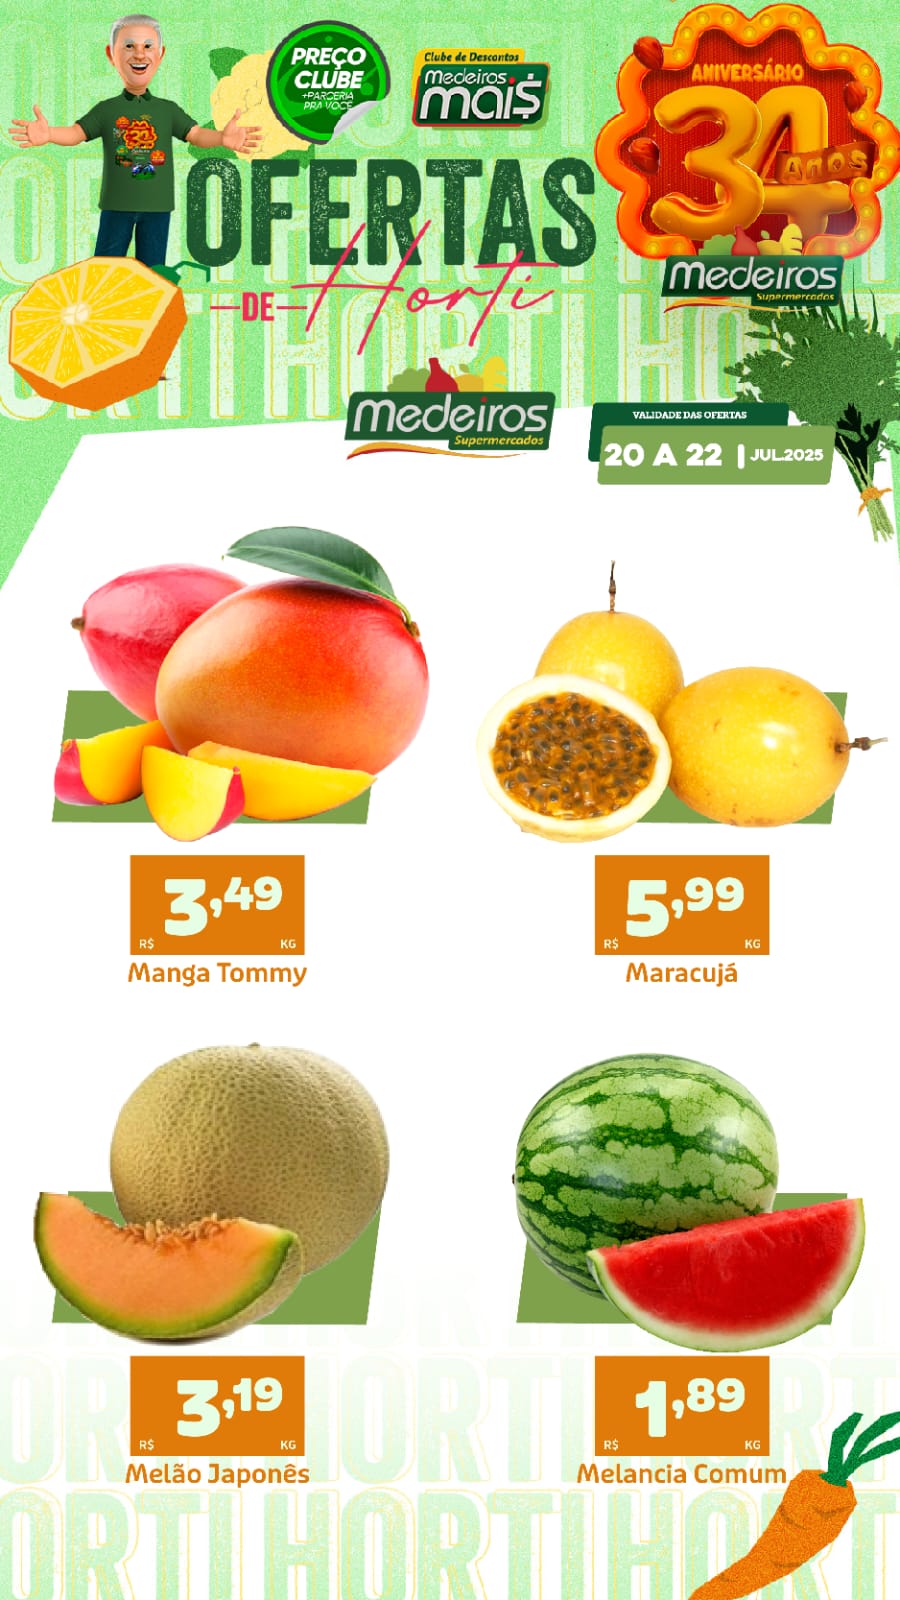 PREÇO
CLUBE
+PARCERIA
PRA VOCÊ
Clube de Descontos
Medeiros
mai$
ANIVERSÁRIO
34
Anos
Medeiros
Supermercados
OFERTAS
DE Horti
Medeiros
Supermercados
VALIDADE DAS OFERTAS
20 A 22 | JUL.2025
R$ 3,49 KG
Manga Tommy
R$ 5,99 KG
Maracujá
R$ 3,19 KG
Melão Japonês
R$ 1,89 KG
Melancia Comum
HORTI HORTI HORTI